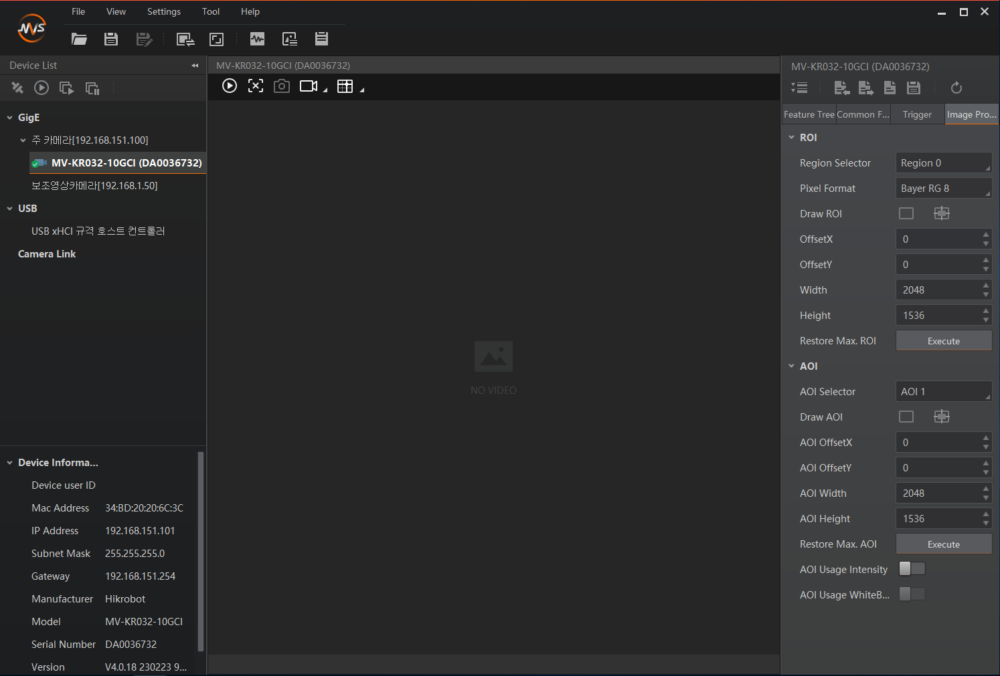 MVS
File View Settings Tool Help
Device List
GigE
주 카메라[192.168.151.100]
MV-KR032-10GCI (DA0036732)
보조영상카메라[192.168.1.50]
USB
USB xHCI 규격 호스트 컨트롤러
Camera Link
Device Informa...
Device user ID
Mac Address 34:BD:20:20:6C:3C
IP Address 192.168.151.101
Subnet Mask 255.255.255.0
Gateway 192.168.151.254
Manufacturer Hikrobot
Model MV-KR032-10GCI
Serial Number DA0036732
Version V4.0.18 230223 9...
MV-KR032-10GCI (DA0036732)
NO VIDEO
MV-KR032-10GCI (DA0036732)
Feature Tree Common F... Trigger Image Pro...
ROI
Region Selector Region 0
Pixel Format Bayer RG 8
Draw ROI
OffsetX 0
OffsetY 0
Width 2048
Height 1536
Restore Max. ROI Execute
AOI
AOI Selector AOI 1
Draw AOI
AOI OffsetX 0
AOI OffsetY 0
AOI Width 2048
AOI Height 1536
Restore Max. AOI Execute
AOI Usage Intensity
AOI Usage WhiteB...